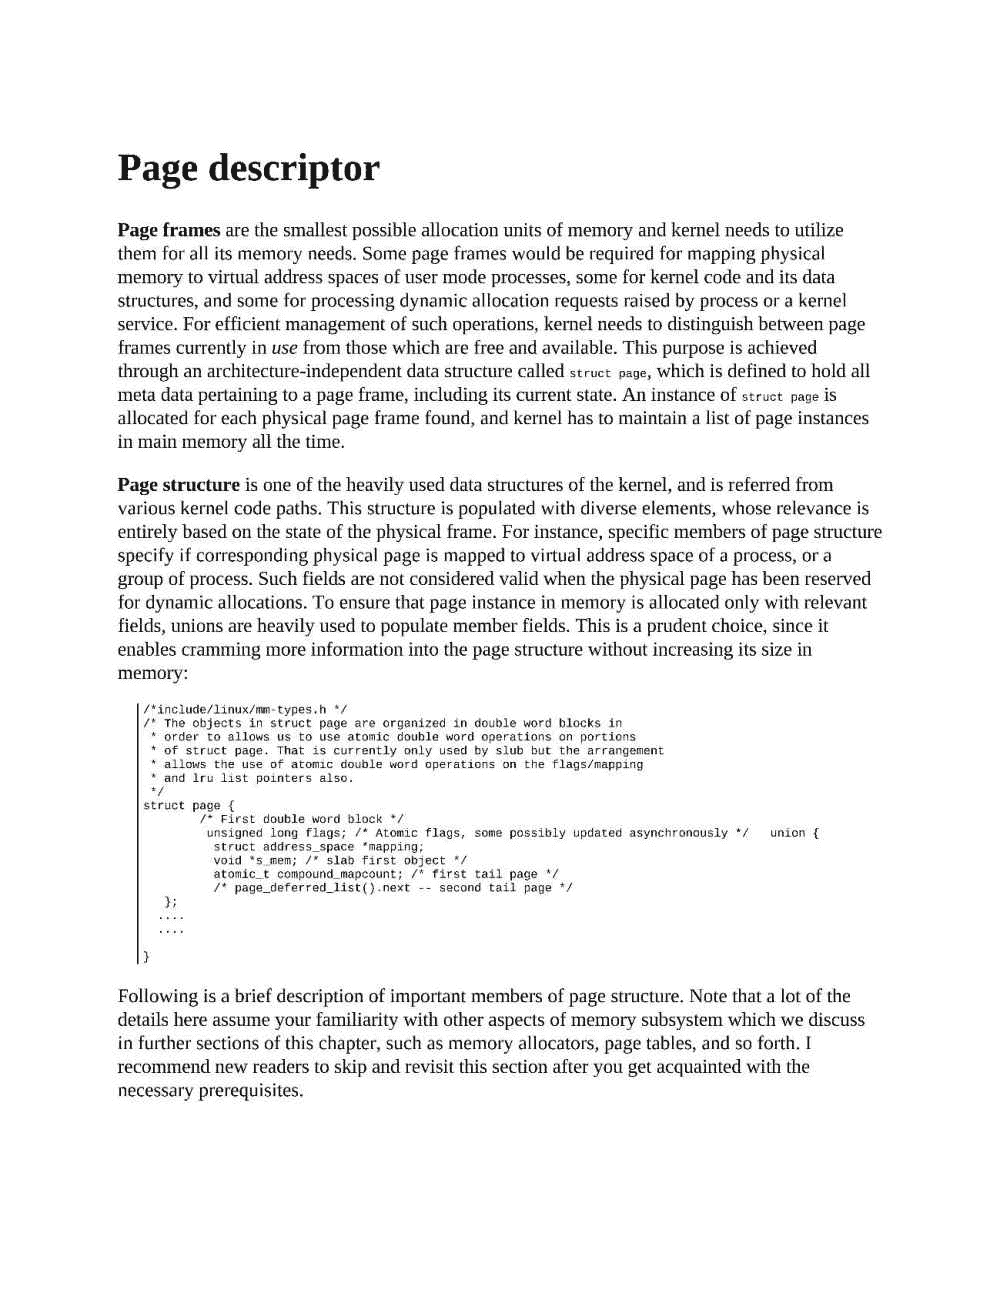 Page descriptor
Page frames are the smallest possible allocation units of memory and kernel needs to utilize
them for all its memory needs. Some page frames would be required for mapping physical
memory to virtual address spaces of user mode processes, some for kernel code and its data
structures, and some for processing dynamic allocation requests raised by process or a kernel
service. For efficient management of such operations, kernel needs to distinguish between page
frames currently in use from those which are free and available. This purpose is achieved
through an architecture-independent data structure called struct page, which is defined to hold all
meta data pertaining to a page frame, including its current state. An instance of struct page is
allocated for each physical page frame found, and kernel has to maintain a list of page instances
in main memory all the time.
Page structure is one of the heavily used data structures of the kernel, and is referred from
various kernel code paths. This structure is populated with diverse elements, whose relevance is
entirely based on the state of the physical frame. For instance, specific members of page structure
specify if corresponding physical page is mapped to virtual address space of a process, or a
group of process. Such fields are not considered valid when the physical page has been reserved
for dynamic allocations. To ensure that page instance in memory is allocated only with relevant
fields, unions are heavily used to populate member fields. This is a prudent choice, since it
enables cramming more information into the page structure without increasing its size in
memory:
/*include/linux/mm-types.h */
/* The objects in struct page are organized in double word blocks in
 * order to allows us to use atomic double word operations on portions
 * of struct page. That is currently only used by slub but the arrangement
 * allows the use of atomic double word operations on the flags/mapping
 * and lru list pointers also.
 */
struct page {
        /* First double word block */
         unsigned long flags; /* Atomic flags, some possibly updated asynchronously */   union {
          struct address_space *mapping;
          void *s_mem; /* slab first object */
          atomic_t compound_mapcount; /* first tail page */
          /* page_deferred_list().next -- second tail page */
   };
  ....
  ....
}
Following is a brief description of important members of page structure. Note that a lot of the
details here assume your familiarity with other aspects of memory subsystem which we discuss
in further sections of this chapter, such as memory allocators, page tables, and so forth. I
recommend new readers to skip and revisit this section after you get acquainted with the
necessary prerequisites.